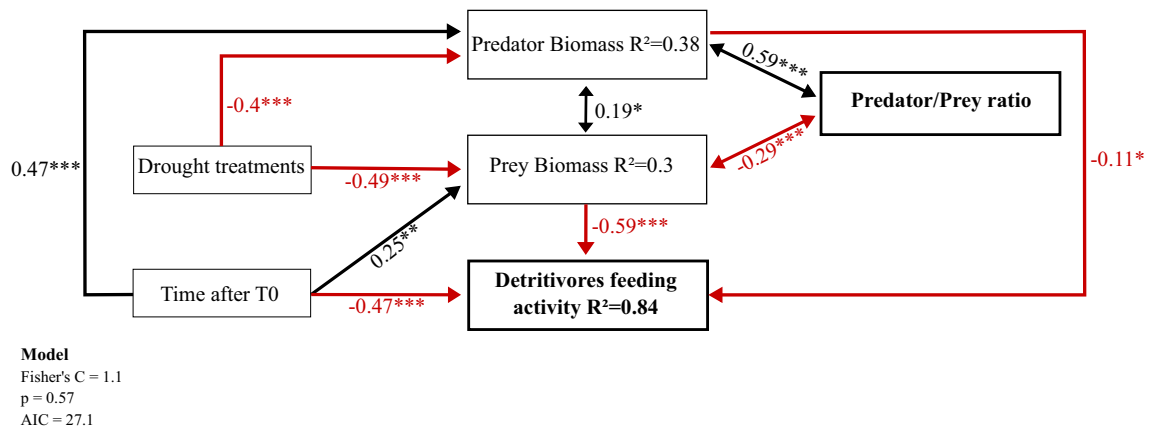 Predator Biomass R²=0.38
0.59***
Predator/Prey ratio
-0.4***
0.19*
0.47***
Drought treatments
-0.49***
Prey Biomass R²=0.3
-0.29***
-0.11*
0.25**
-0.59***
Time after T0
-0.47***
Detritivores feeding
activity R²=0.84
Model
Fisher's C = 1.1
p = 0.57
AIC = 27.1